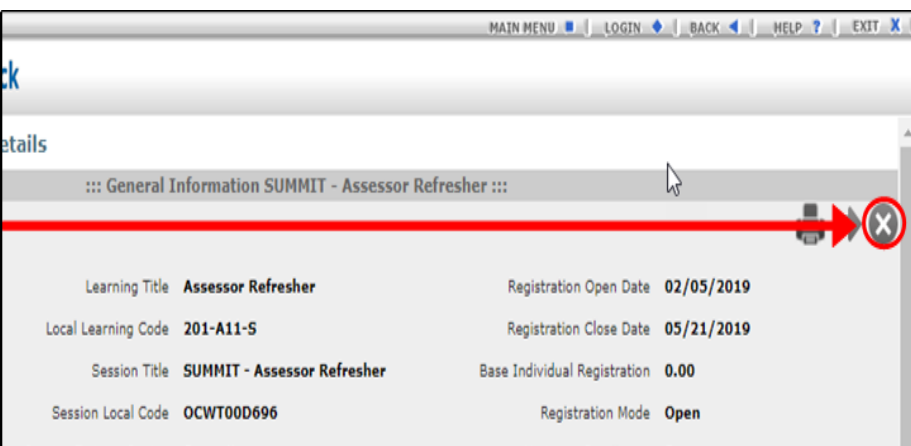 MAIN MENU | LOGIN | BACK | HELP ? | EXIT X
ck
etails
::: General Information SUMMIT - Assessor Refresher :::
Learning Title Assessor Refresher Registration Open Date 02/05/2019
Local Learning Code 201-A11-S Registration Close Date 05/21/2019
Session Title SUMMIT - Assessor Refresher Base Individual Registration 0.00
Session Local Code OCWT00D696 Registration Mode Open